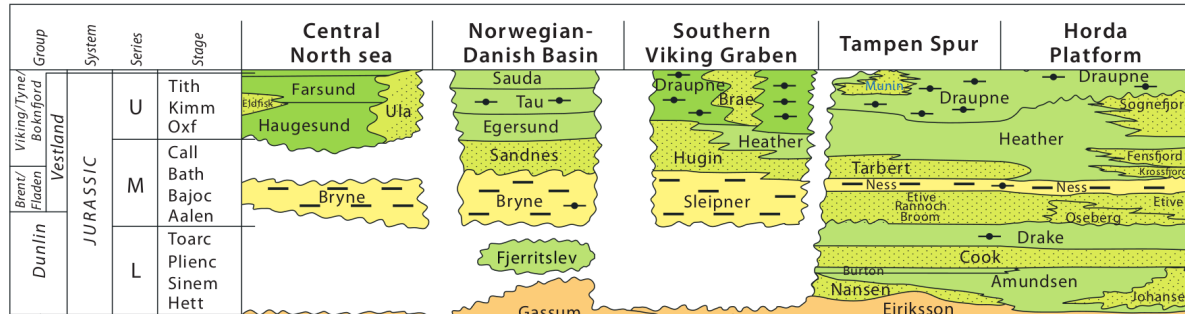 Group
System
Series
Stage
Central
North sea
Norwegian-
Danish Basin
Southern
Viking Graben
Tampen Spur
Horda
Platform
Viking/Tyne/
Boknfjord
Vestland
Brent/
Fladen
Dunlin
JURASSIC
U
M
L
Tith
Kimm
Oxf
Call
Bath
Bajoc
Aalen
Toarc
Plienc
Sinem
Hett
Farsund
Eldfisk
Ula
Haugesund
Bryne
Sauda
Tau
Egersund
Sandnes
Bryne
Fjerritslev
Gassum
Draupne
Brae
Heather
Hugin
Sleipner
Munin
Draupne
Draupne
Sognefjord
Heather
Fensfjord
Krossfjord
Tarbert
Ness
Ness
Etive
Rannoch
Broom
Etive
Oseberg
Drake
Cook
Burton
Amundsen
Nansen
Johanse
Eiriksson